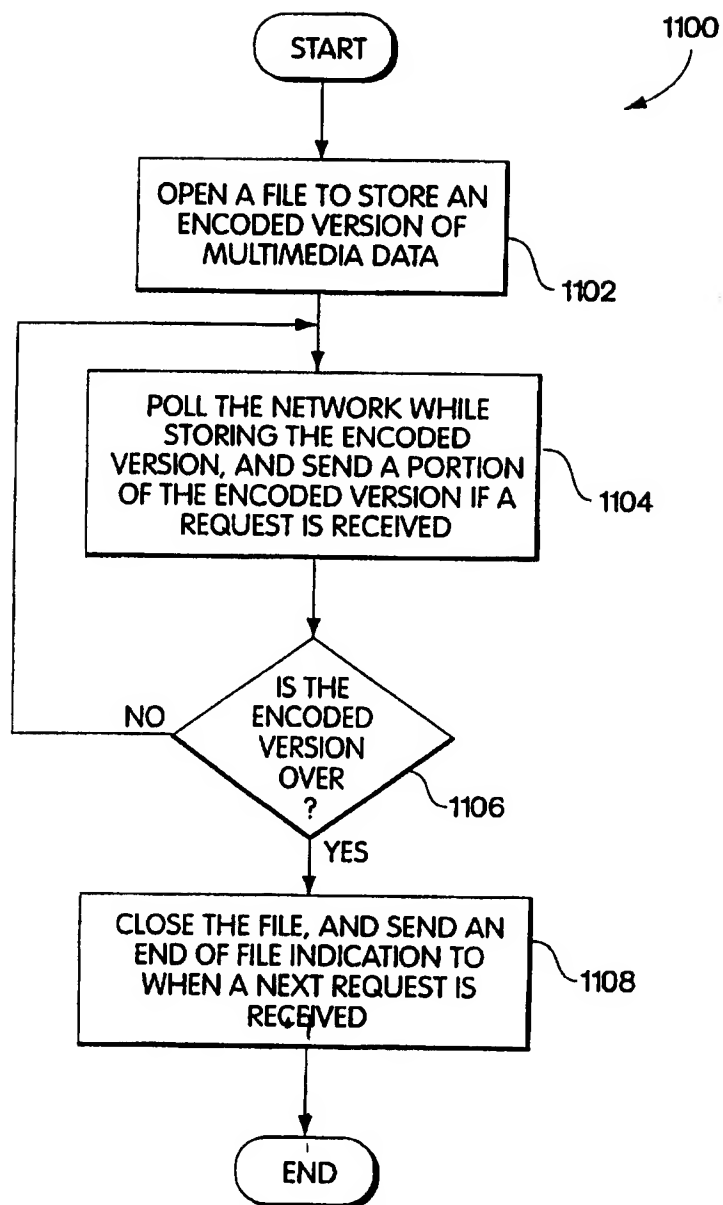 START
1100
OPEN A FILE TO STORE AN
ENCODED VERSION OF
MULTIMEDIA DATA
1102
POLL THE NETWORK WHILE
STORING THE ENCODED
VERSION, AND SEND A PORTION
OF THE ENCODED VERSION IF A
REQUEST IS RECEIVED
1104
IS THE
ENCODED
VERSION
OVER
?
NO
1106
YES
CLOSE THE FILE, AND SEND AN
END OF FILE INDICATION TO
WHEN A NEXT REQUEST IS
RECEIVED
1108
END